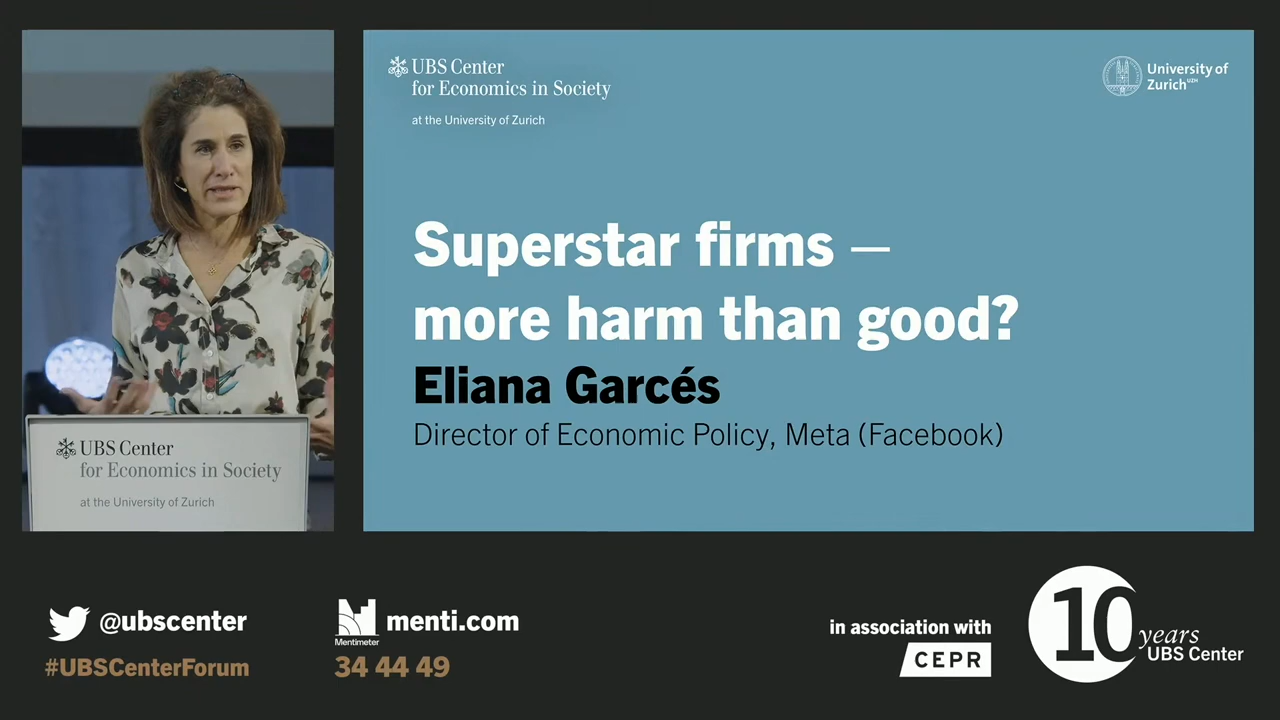 UBS Center
for Economics in Society
at the University of Zurich
University of
Zurich UZH
Superstar firms —
more harm than good?
Eliana Garcés
Director of Economic Policy, Meta (Facebook)
UBS Center
for Economics in Society
at the University of Zurich
@ubscenter
#UBSCenterForum
Mentimeter
menti.com
34 44 49
in association with
CEPR
10 years
UBS Center